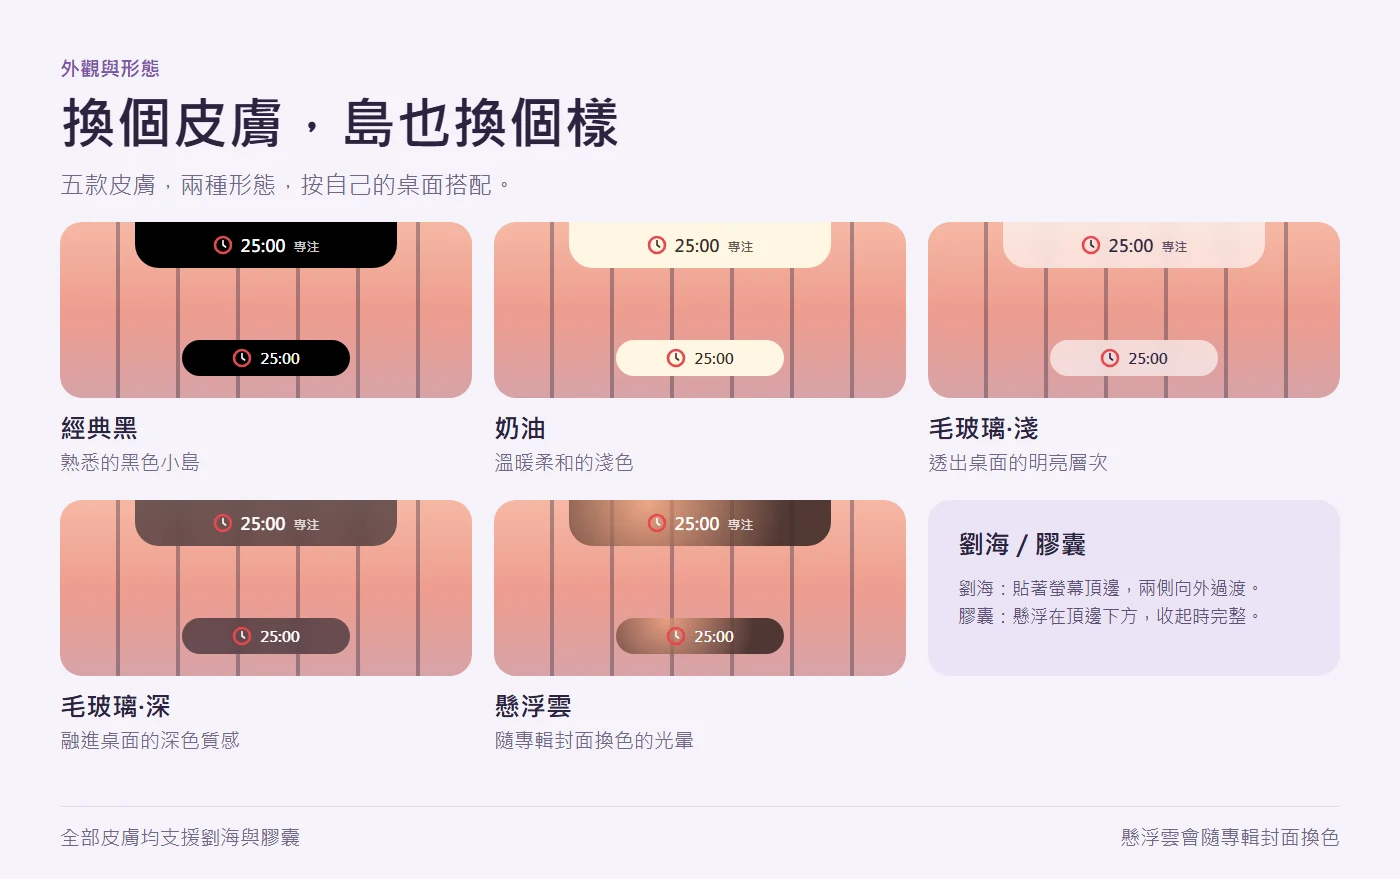 外觀與形態
換個皮膚，島也換個樣
五款皮膚，兩種形態，按自己的桌面搭配。
25:00 專注
25:00 專注
25:00 專注
25:00
25:00
25:00
經典黑
奶油
毛玻璃·淺
熟悉的黑色小島
溫暖柔和的淺色
透出桌面的明亮層次
25:00 專注
25:00 專注
25:00
25:00
劉海 / 膠囊
劉海：貼著螢幕頂邊，兩側向外過渡。
膠囊：懸浮在頂邊下方，收起時完整。
毛玻璃·深
懸浮雲
融進桌面的深色質感
隨專輯封面換色的光暈
全部皮膚均支援劉海與膠囊
懸浮雲會隨專輯封面換色